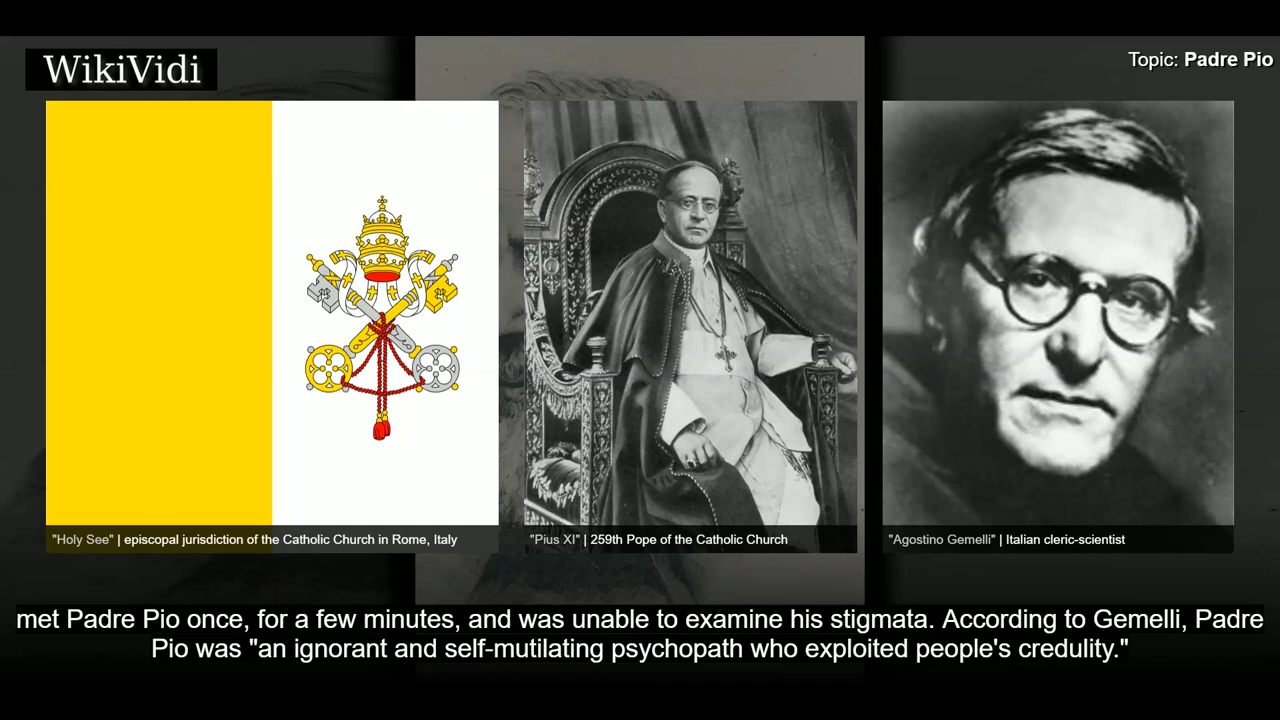 WikiVidi
Topic: Padre Pio
"Holy See" | episcopal jurisdiction of the Catholic Church in Rome, Italy
"Pius XI" | 259th Pope of the Catholic Church
"Agostino Gemelli" | Italian cleric-scientist
met Padre Pio once, for a few minutes, and was unable to examine his stigmata. According to Gemelli, Padre
Pio was "an ignorant and self-mutilating psychopath who exploited people's credulity."